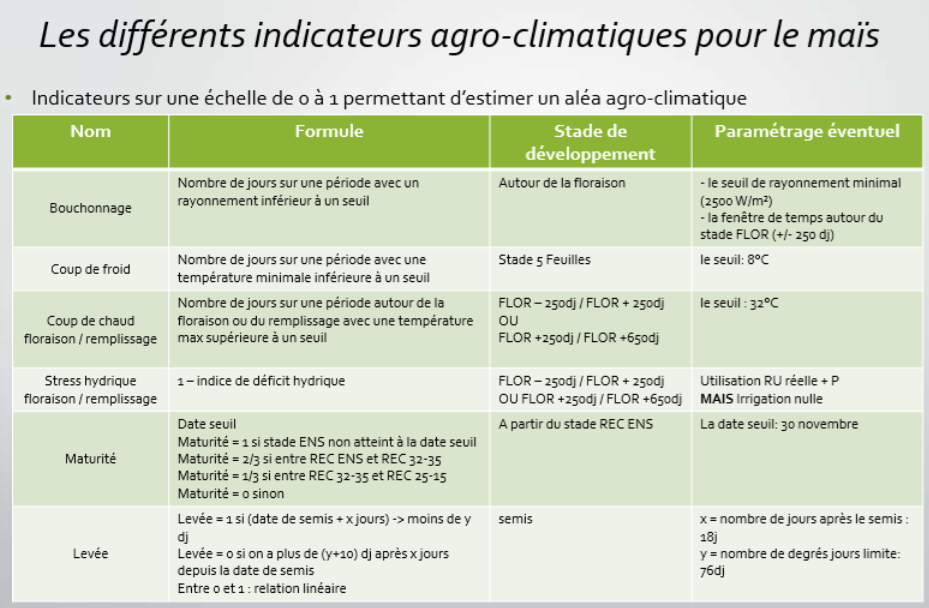 Les différents indicateurs agro-climatiques pour le maïs
• Indicateurs sur une échelle de 0 à 1 permettant d'estimer un aléa agro-climatique
Nom
Formule
Stade de
développement
Paramétrage éventuel
Bouchonnage
Nombre de jours sur une période avec un
rayonnement inférieur à un seuil
Autour de la floraison
- le seuil de rayonnement minimal
(2500 W/m²)
- la fenêtre de temps autour du
stade FLOR (+/- 250 dj)
Coup de froid
Nombre de jours sur une période avec une
température minimale inférieure à un seuil
Stade 5 Feuilles
le seuil: 8°C
Coup de chaud
floraison / remplissage
Nombre de jours sur une période autour de la
floraison ou du remplissage avec une température
max supérieure à un seuil
FLOR – 250dj / FLOR + 250dj
OU
FLOR +250dj / FLOR +650dj
le seuil : 32°C
Stress hydrique
floraison / remplissage
1 – indice de déficit hydrique
FLOR – 250dj / FLOR + 250dj
OU FLOR +250dj / FLOR +650dj
Utilisation RU réelle + P
MAIS Irrigation nulle
Maturité
Date seuil
Maturité = 1 si stade ENS non atteint à la date seuil
Maturité = 2/3 si entre REC ENS et REC 32-35
Maturité = 1/3 si entre REC 32-35 et REC 25-15
Maturité = 0 sinon
A partir du stade REC ENS
La date seuil: 30 novembre
Levée
Levée = 1 si (date de semis + x jours) -> moins de y
dj
Levée = 0 si on a plus de (y+10) dj après x jours
depuis la date de semis
Entre 0 et 1 : relation linéaire
semis
x = nombre de jours après le semis :
18j
y = nombre de degrés jours limite:
76dj